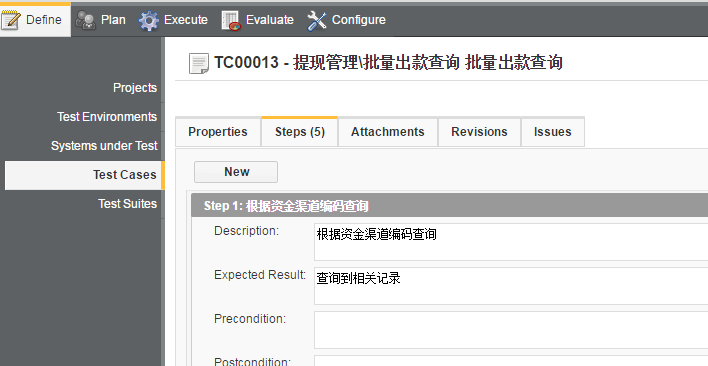 Define Plan Execute Evaluate Configure
TC00013 - 提现管理\批量出款查询 批量出款查询
Projects
Test Environments
Systems under Test
Test Cases
Test Suites
Properties Steps (5) Attachments Revisions Issues
New
Step 1: 根据资金渠道编码查询
Description: 根据资金渠道编码查询
Expected Result: 查询到相关记录
Precondition:
Postcondition: